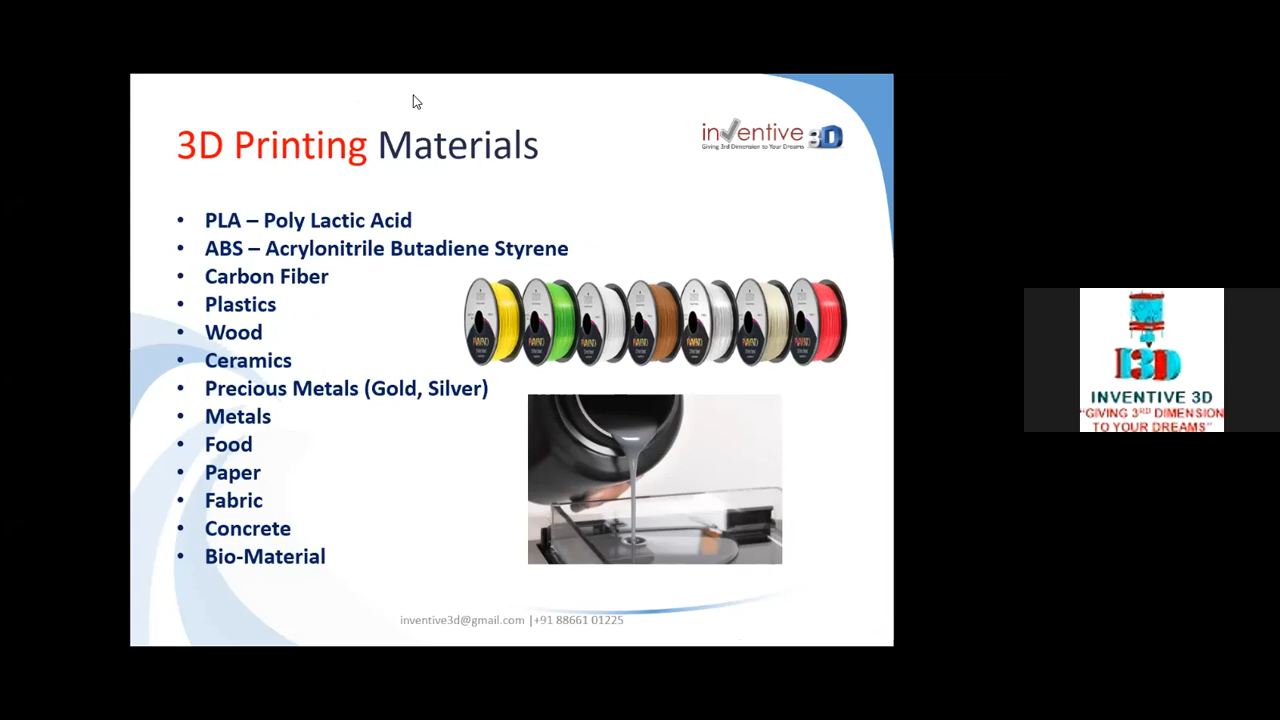 3D Printing Materials
inventive 3D
Giving 3rd Dimension to Your Dreams
• PLA – Poly Lactic Acid
• ABS – Acrylonitrile Butadiene Styrene
• Carbon Fiber
• Plastics
• Wood
• Ceramics
• Precious Metals (Gold, Silver)
• Metals
• Food
• Paper
• Fabric
• Concrete
• Bio-Material
inventive3d@gmail.com |+91 88661 01225
I3D
INVENTIVE 3D
“GIVING 3RD DIMENSION
TO YOUR DREAMS”